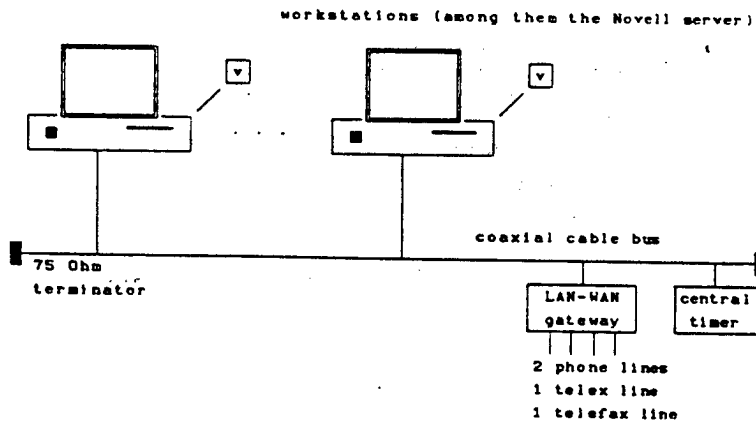 workstations (among them the Novell server)
v
v
coaxial cable bus
75 Ohm
terminator
LAN-WAN
gateway
central
timer
2 phone lines
1 telex line
1 telefax line